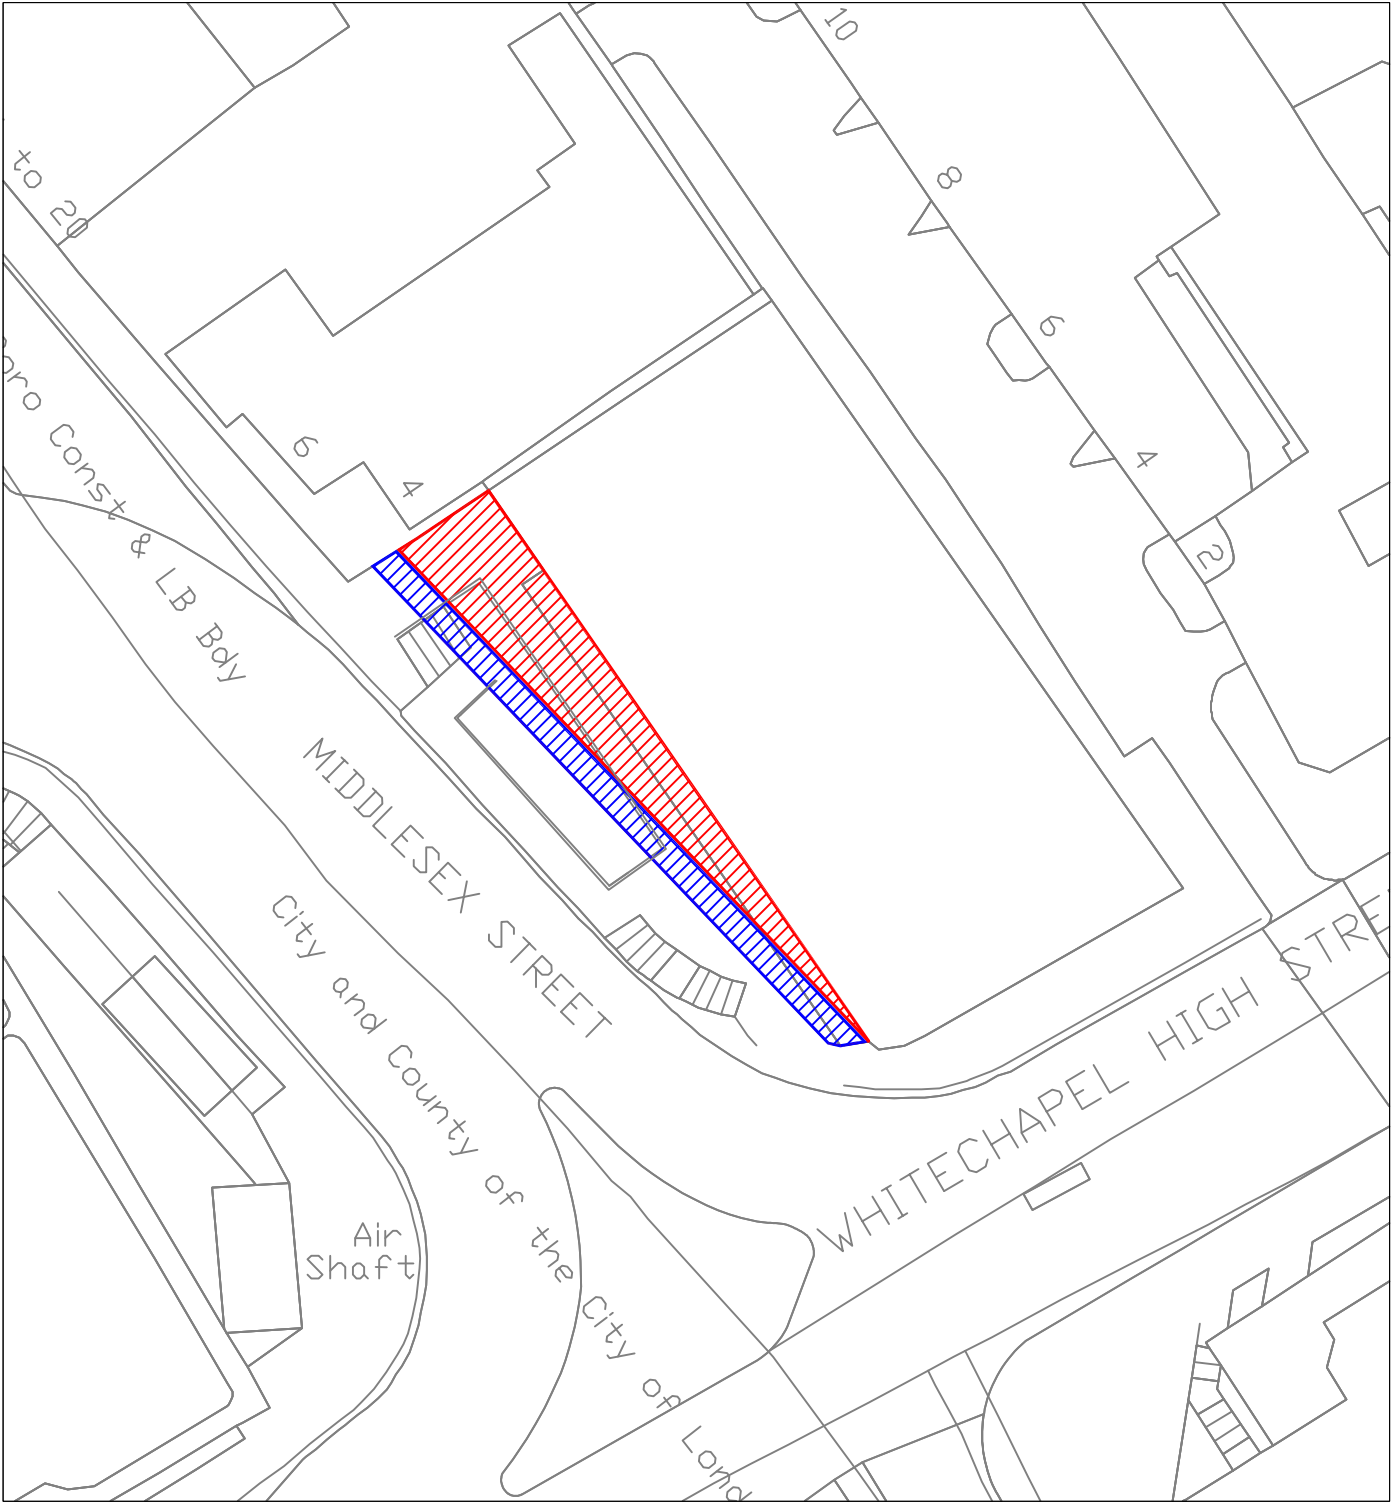 10
to 20
8
6
4
2
6
4
oro Const & LB Bdy
MIDDLESEX STREET
City and County of the City of Lond
WHITECHAPEL HIGH STRE
Air
Shaft